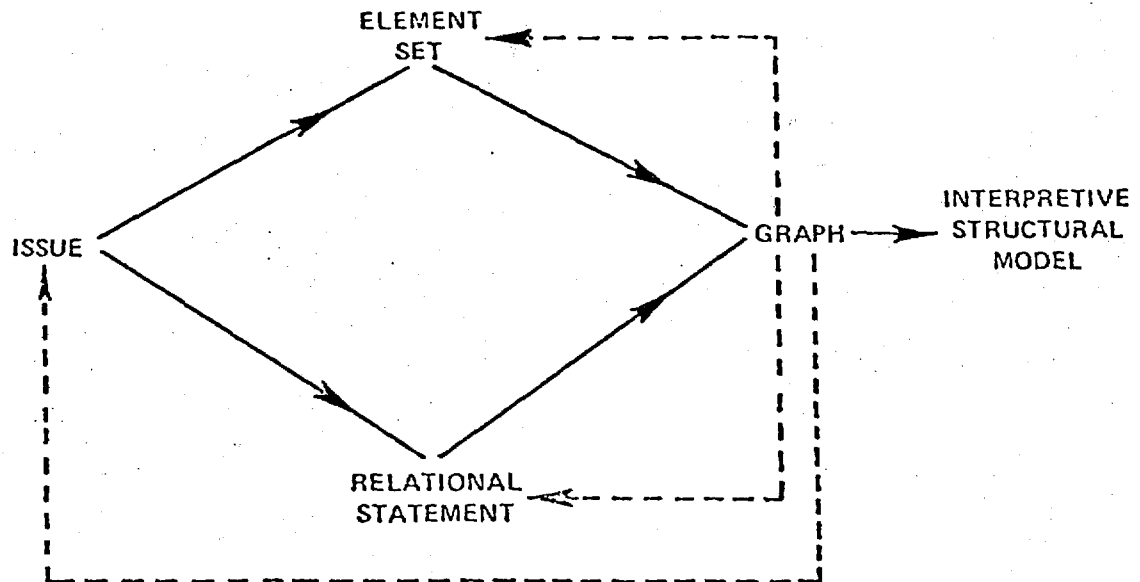 ELEMENT
SET
ISSUE
GRAPH
INTERPRETIVE
STRUCTURAL
MODEL
RELATIONAL
STATEMENT